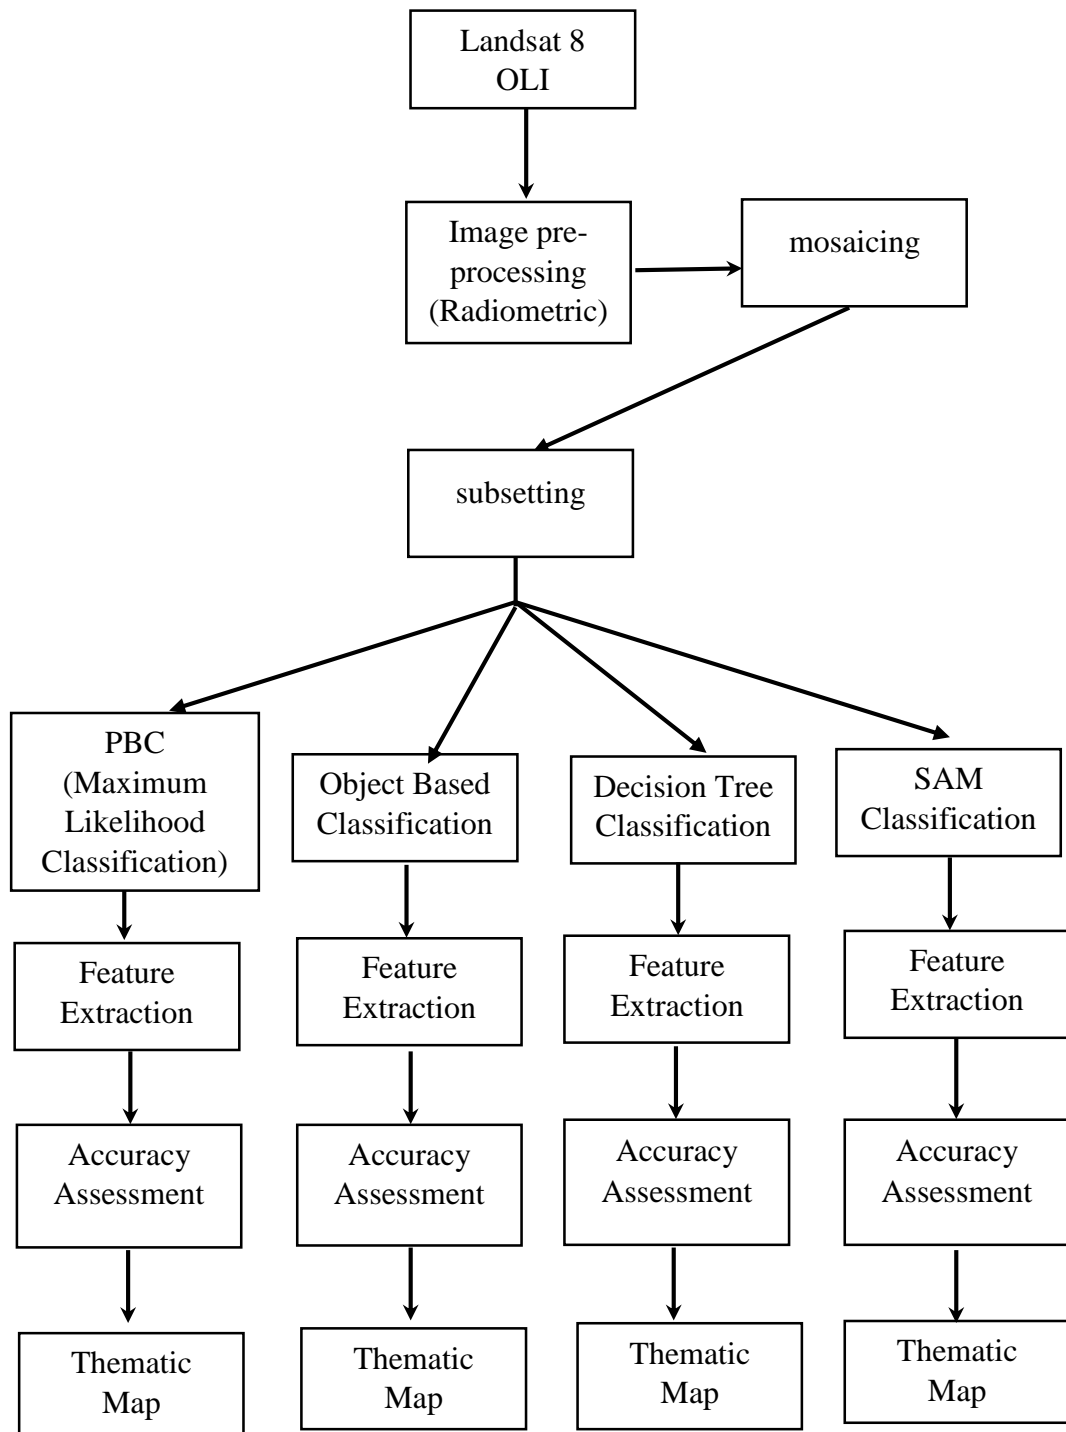 Landsat 8
OLI
Image pre-
processing
(Radiometric)
mosaicing
subsetting
PBC
(Maximum
Likelihood
Classification)
Object Based
Classification
Decision Tree
Classification
SAM
Classification
Feature
Extraction
Feature
Extraction
Feature
Extraction
Feature
Extraction
Accuracy
Assessment
Accuracy
Assessment
Accuracy
Assessment
Accuracy
Assessment
Thematic
Map
Thematic
Map
Thematic
Map
Thematic
Map